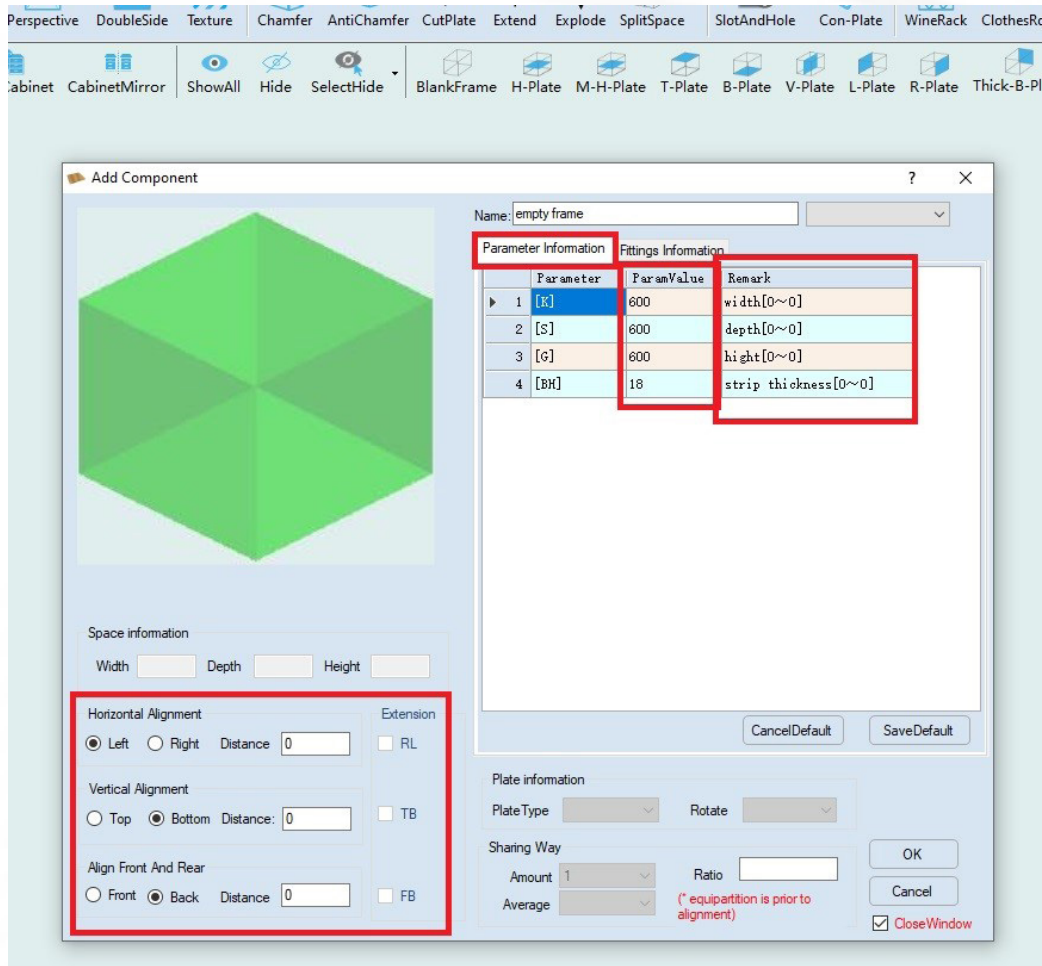 Perspective DoubleSide Texture Chamfer AntiChamfer CutPlate Extend Explode SplitSpace SlotAndHole Con-Plate WineRack ClothesRo
Cabinet CabinetMirror ShowAll Hide SelectHide BlankFrame H-Plate M-H-Plate T-Plate B-Plate V-Plate L-Plate R-Plate Thick-B-Pl
Add Component ? X
Name: empty frame
Parameter Information Fittings Information
Parameter ParamValue Remark
1 [K] 600 width[0~0]
2 [S] 600 depth[0~0]
3 [G] 600 hight[0~0]
4 [BH] 18 strip thickness[0~0]
Space information
Width Depth Height
Horizontal Alignment Extension
Left Right Distance 0 RL
CancelDefault SaveDefault
Vertical Alignment
Top Bottom Distance: 0 TB
Align Front And Rear
Front Back Distance 0 FB
Plate information
PlateType Rotate
Sharing Way
Amount 1 Ratio
Average (* equipartition is prior to
alignment)
OK
Cancel
CloseWindow